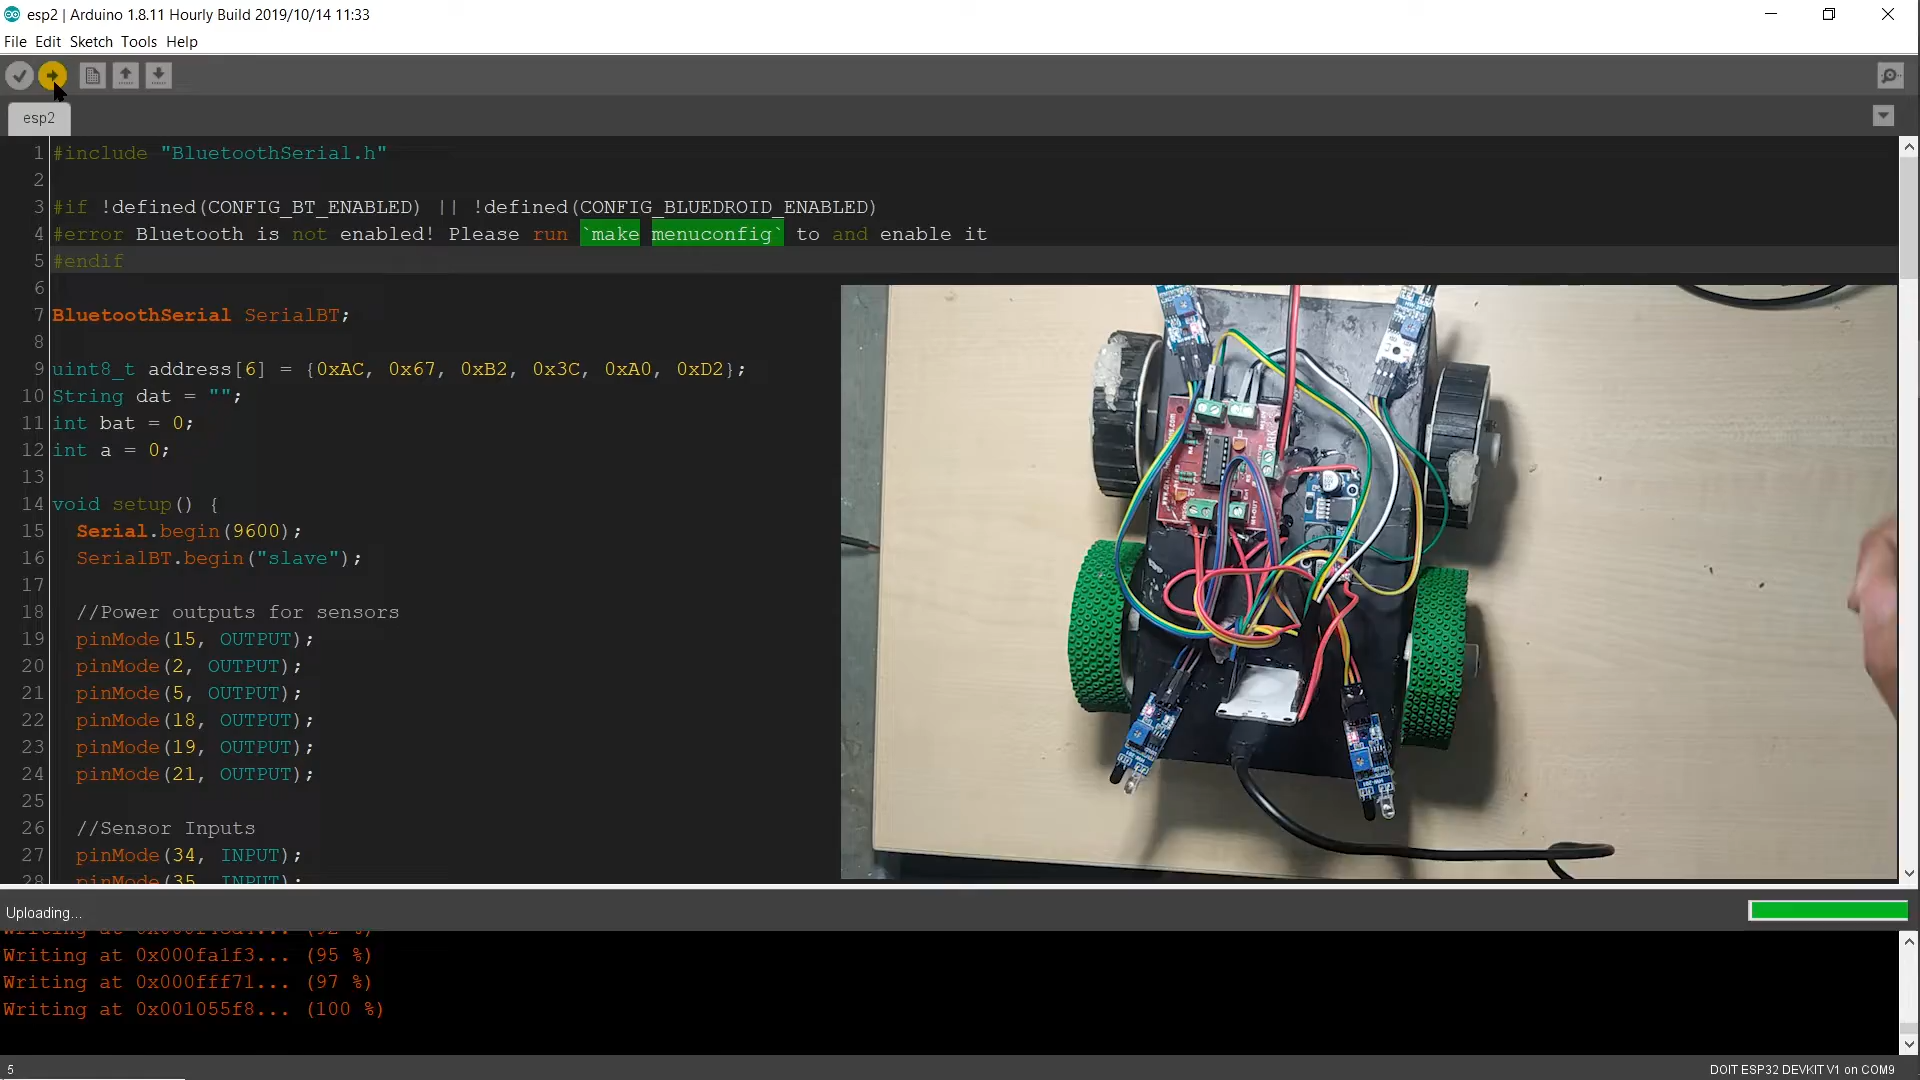 esp2 | Arduino 1.8.11 Hourly Build 2019/10/14 11:33
File Edit Sketch Tools Help
esp2
1 #include "BluetoothSerial.h"
2
3 #if !defined(CONFIG_BT_ENABLED) || !defined(CONFIG_BLUEDROID_ENABLED)
4 #error Bluetooth is not enabled! Please run `make menuconfig` to and enable it
5 #endif
6
7 BluetoothSerial SerialBT;
8
9 uint8_t address[6] = {0xAC, 0x67, 0xB2, 0x3C, 0xA0, 0xD2};
10 String dat = "";
11 int bat = 0;
12 int a = 0;
13
14 void setup() {
15 Serial.begin(9600);
16 SerialBT.begin("slave");
17
18 //Power outputs for sensors
19 pinMode(15, OUTPUT);
20 pinMode(2, OUTPUT);
21 pinMode(5, OUTPUT);
22 pinMode(18, OUTPUT);
23 pinMode(19, OUTPUT);
24 pinMode(21, OUTPUT);
25
26 //Sensor Inputs
27 pinMode(34, INPUT);
28 pinMode(35, INPUT);
Uploading...
Writing at 0x000fa1f3... (95 %)
Writing at 0x000fff71... (97 %)
Writing at 0x001055f8... (100 %)
5
DOIT ESP32 DEVKIT V1 on COM9